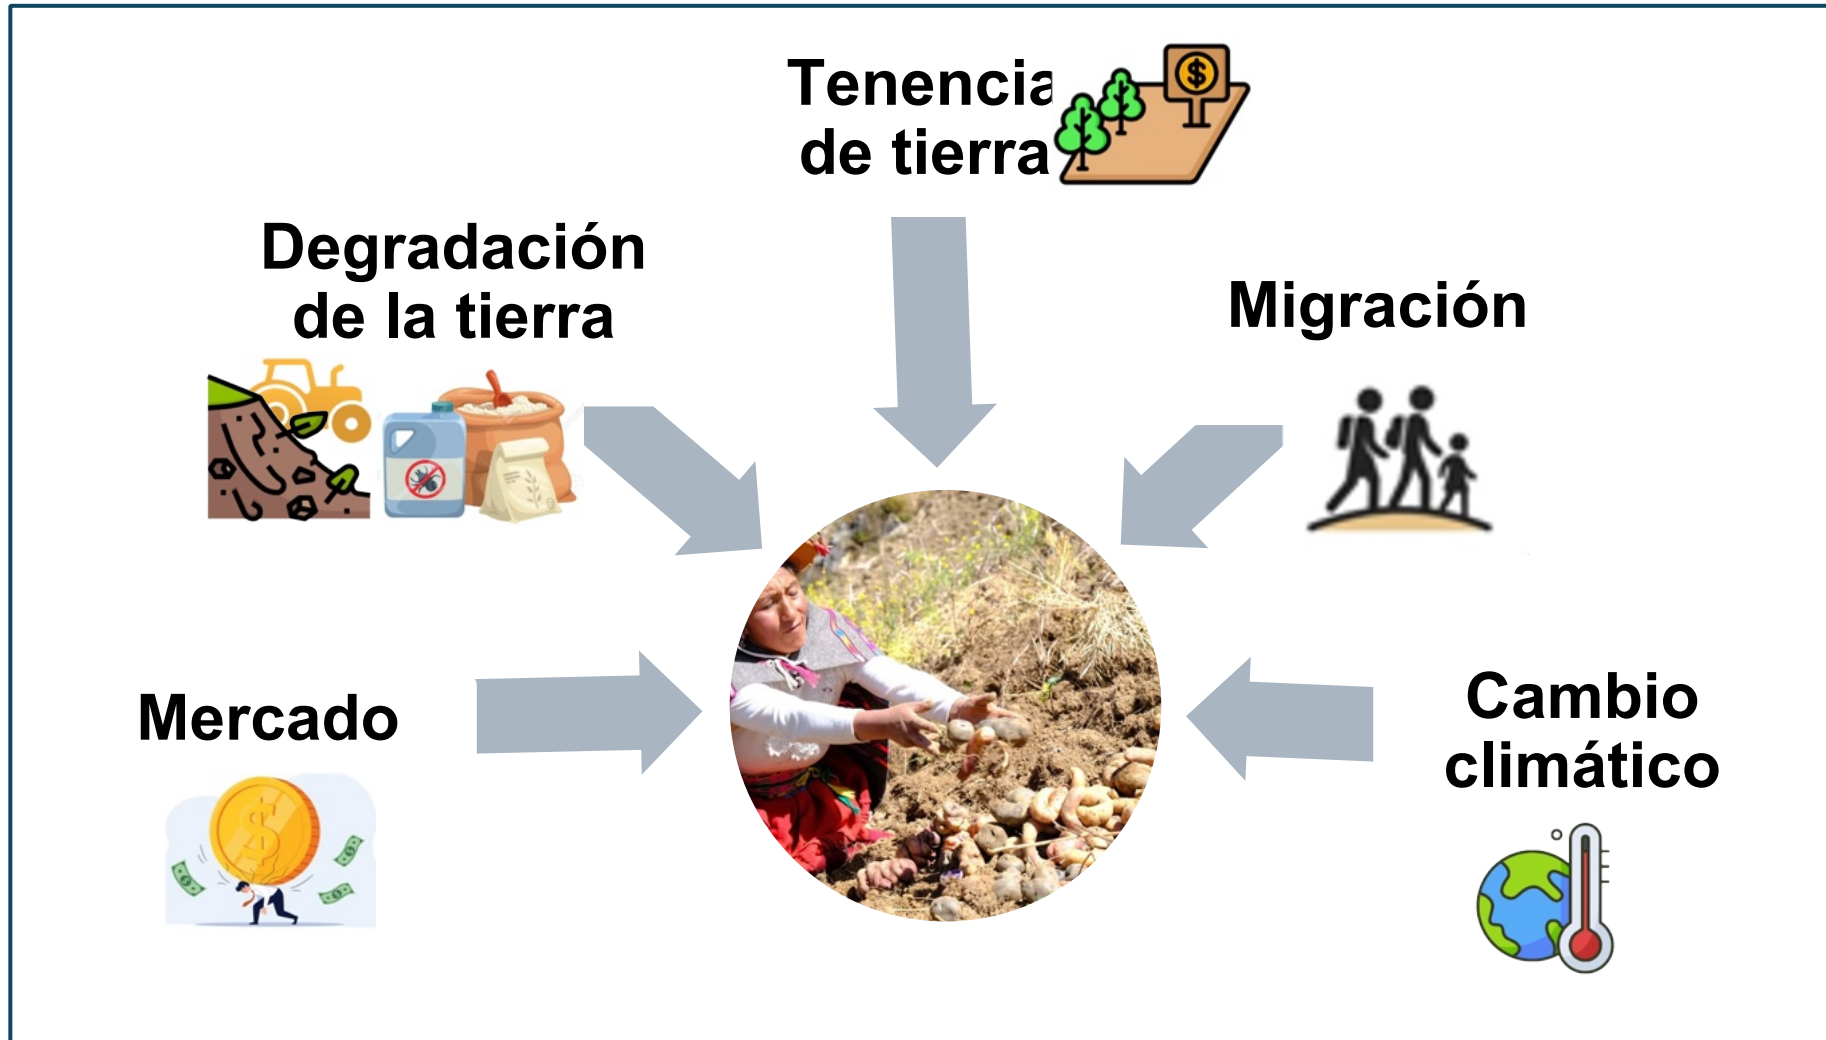 Tenencia
de tierra
Degradación
de la tierra
Migración
Mercado
Cambio
climático